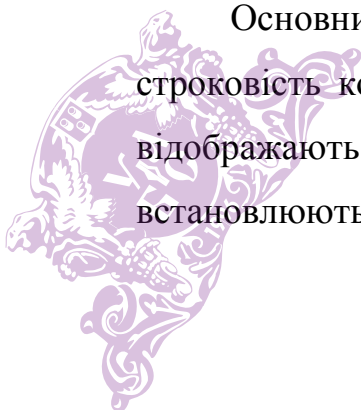 Основни
строковість ко
відображають
встановлюють